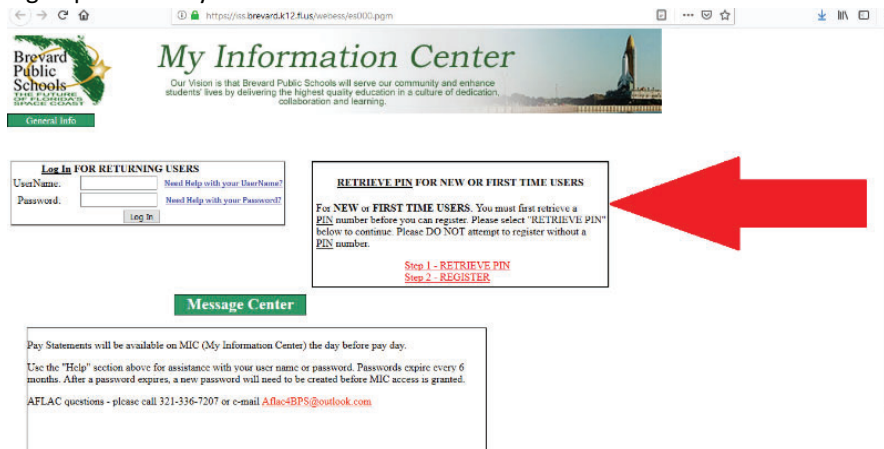 https://iss.brevard.k12.fl.us/webess/es000.pgm
Brevard
Public
Schools
THE FUTURE
OF FLORIDA'S
SPACE COAST
My Information Center
Our Vision is that Brevard Public Schools will serve our community and enhance
students' lives by delivering the highest quality education in a culture of dedication,
collaboration and learning.
General Info
Log In FOR RETURNING USERS
UserName: Need Help with your UserName?
Password: Need Help with your Password?
Log In
RETRIEVE PIN FOR NEW OR FIRST TIME USERS
For NEW or FIRST TIME USERS. You must first retrieve a
PIN number before you can register. Please select "RETRIEVE PIN"
below to continue. Please DO NOT attempt to register without a
PIN number.
Step 1 - RETRIEVE PIN
Step 2 - REGISTER
Message Center
Pay Statements will be available on MIC (My Information Center) the day before pay day.
Use the "Help" section above for assistance with your user name or password. Passwords expire every 6
months. After a password expires, a new password will need to be created before MIC access is granted.
AFLAC questions - please call 321-336-7207 or e-mail Aflac4BPS@outlook.com